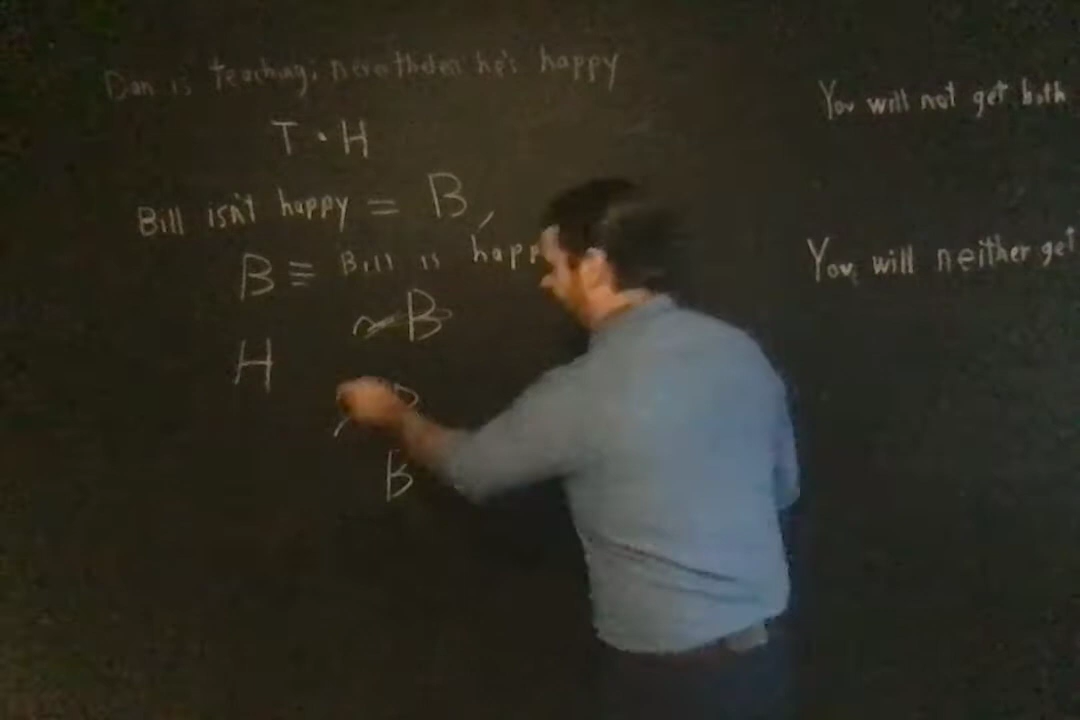 Dan is teaching; nevertheless he's happy
T • H
Bill isn't happy = B,
B ≡ Bill is happ
~B
H
B
You will not get both
You will neither get